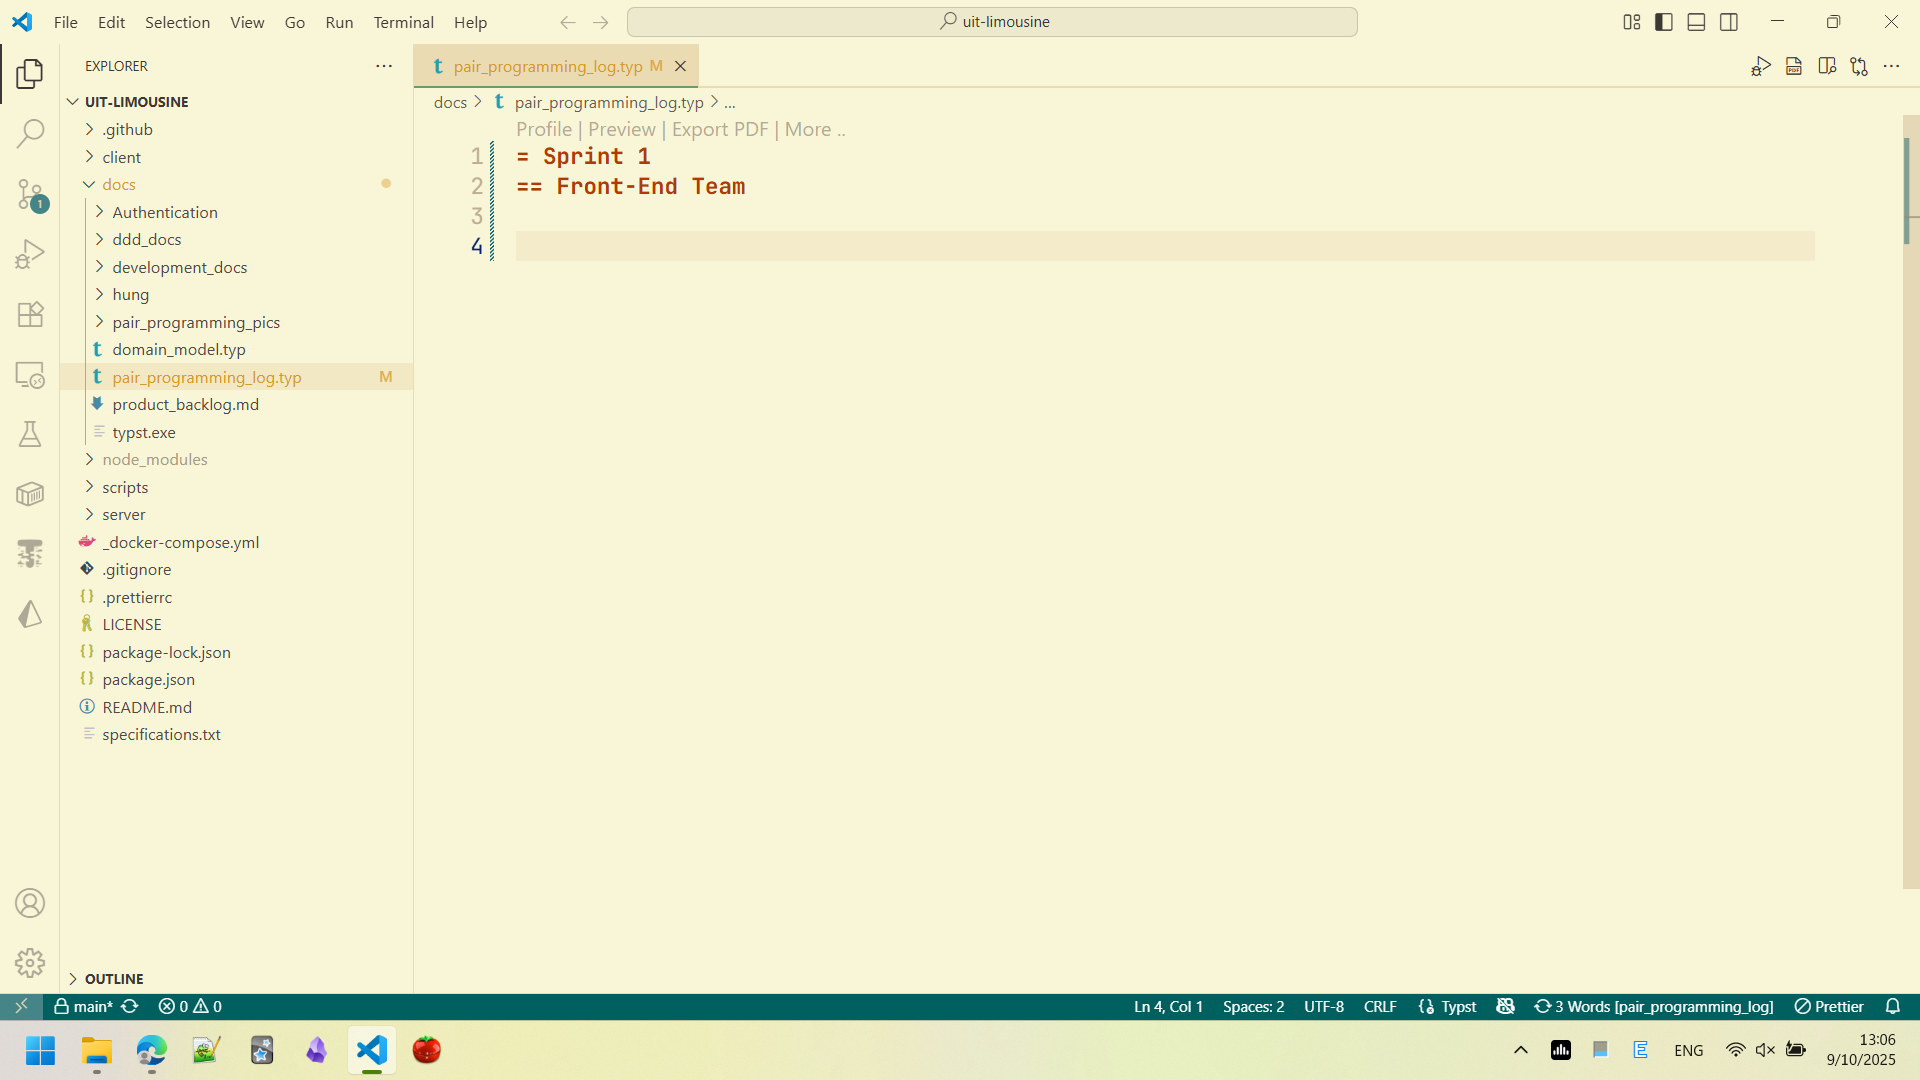 File Edit Selection View Go Run Terminal Help
uit-limousine
EXPLORER
UIT-LIMOUSINE
.github
client
docs
Authentication
ddd_docs
development_docs
hung
pair_programming_pics
domain_model.typ
pair_programming_log.typ M
product_backlog.md
typst.exe
node_modules
scripts
server
_docker-compose.yml
.gitignore
.prettierrc
LICENSE
package-lock.json
package.json
README.md
specifications.txt
OUTLINE
pair_programming_log.typ M
docs > pair_programming_log.typ > ...
Profile | Preview | Export PDF | More ..
1 = Sprint 1
2 == Front-End Team
3
4
1
main* 0 0
Ln 4, Col 1 Spaces: 2 UTF-8 CRLF Typst 3 Words [pair_programming_log] Prettier
ENG
13:06
9/10/2025